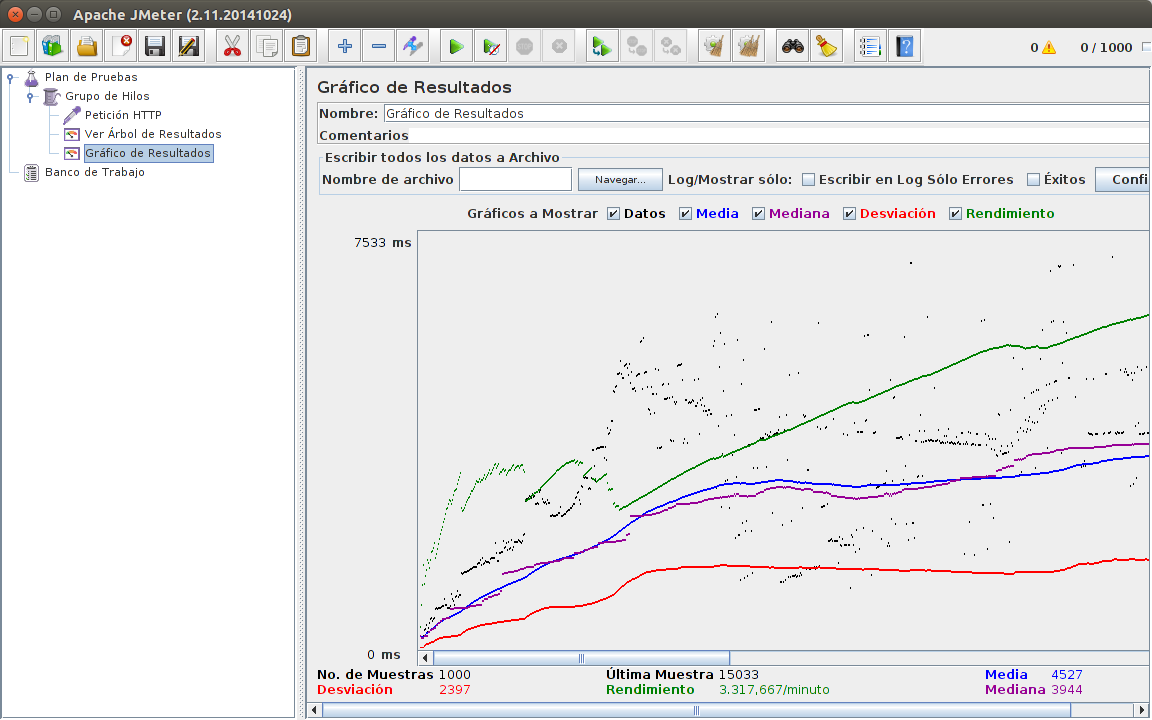 Apache JMeter (2.11.20141024)
0 0 / 1000
Plan de Pruebas
Grupo de Hilos
Petición HTTP
Ver Árbol de Resultados
Gráfico de Resultados
Banco de Trabajo
Gráfico de Resultados
Nombre: Gráfico de Resultados
Comentarios
Escribir todos los datos a Archivo
Nombre de archivo Navegar... Log/Mostrar sólo: Escribir en Log Sólo Errores Éxitos Confi
Gráficos a Mostrar Datos Media Mediana Desviación Rendimiento
7533 ms
0 ms
No. de Muestras 1000 Última Muestra 15033 Media 4527
Desviación 2397 Rendimiento 3.317,667/minuto Mediana 3944